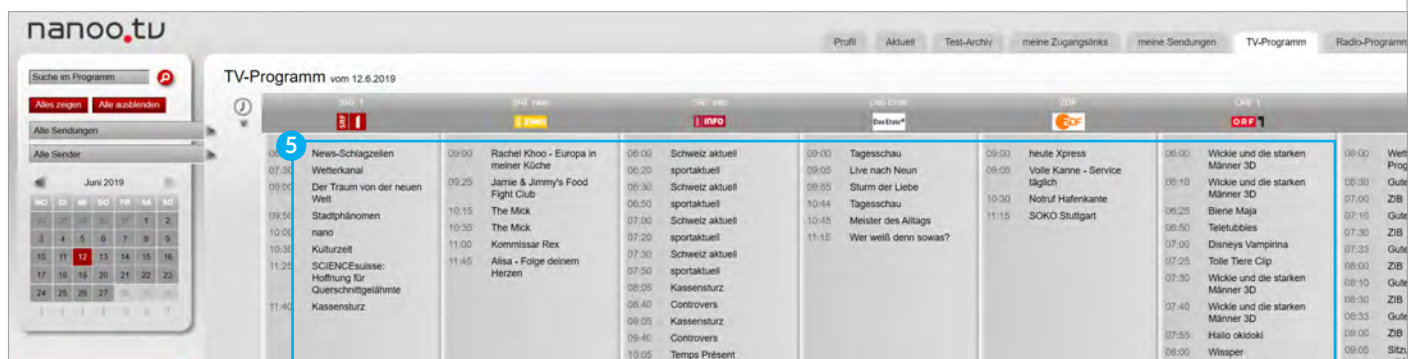 nanoo.tv
Profil
Aktuell
Test-Archiv
meine Zugangslinks
meine Sendungen
TV-Programm
Radio-Programm
Suche im Programm
Alles zeigen
Alle ausblenden
Alle Sendungen
Alle Sender
Juni 2019
MO DI MI DO FR SA SO
27 28 29 30 31 1 2
3 4 5 6 7 8 9
10 11 12 13 14 15 16
17 18 19 20 21 22 23
24 25 26 27
TV-Programm vom 12.6.2019
5
SRF 1
SRF 1
News-Schlagzeilen
07:30 Wetterkanal
09:00 Der Traum von der neuen
Welt
09:50 Stadtphänomen
10:00 nano
10:30 Kulturzeit
11:25 SCIENCEsuisse:
Hoffnung für
Querschnittgelähmte
11:40 Kassensturz
SRF zwei
zwei
09:00 Rachel Khoo - Europa in
meiner Küche
09:25 Jamie & Jimmy's Food
Fight Club
10:15 The Mick
10:35 The Mick
11:00 Kommissar Rex
11:45 Alisa - Folge deinem
Herzen
SRF info
INFO
06:00 Schweiz aktuell
06:20 sportaktuell
06:30 Schweiz aktuell
06:50 sportaktuell
07:00 Schweiz aktuell
07:20 sportaktuell
07:30 Schweiz aktuell
07:50 sportaktuell
08:05 Kassensturz
08:40 Controvers
09:05 Kassensturz
09:40 Controvers
10:05 Temps Présent
Das Erste
Das Erste
09:00 Tagesschau
09:05 Live nach Neun
09:55 Sturm der Liebe
10:44 Tagesschau
10:45 Meister des Alltags
11:15 Wer weiß denn sowas?
ZDF
ZDF
09:00 heute Xpress
09:05 Volle Kanne - Service
täglich
10:30 Notruf Hafenkante
11:15 SOKO Stuttgart
ORF 1
ORF 1
06:00 Wickie und die starken
Männer 3D
06:10 Wickie und die starken
Männer 3D
06:25 Biene Maja
06:50 Teletubbies
07:00 Disneys Vampirina
07:25 Tolle Tiere Clip
07:30 Wickie und die starken
Männer 3D
07:40 Wickie und die starken
Männer 3D
07:55 Hallo okidoki
08:00 Wissper
06:00 Wett
Prog
06:30 Gute
07:00 ZIB
07:10 Gute
07:30 ZIB
07:33 Gute
08:00 ZIB
08:10 Gute
08:30 ZIB
08:33 Gute
09:00 ZIB
09:05 Sitzu